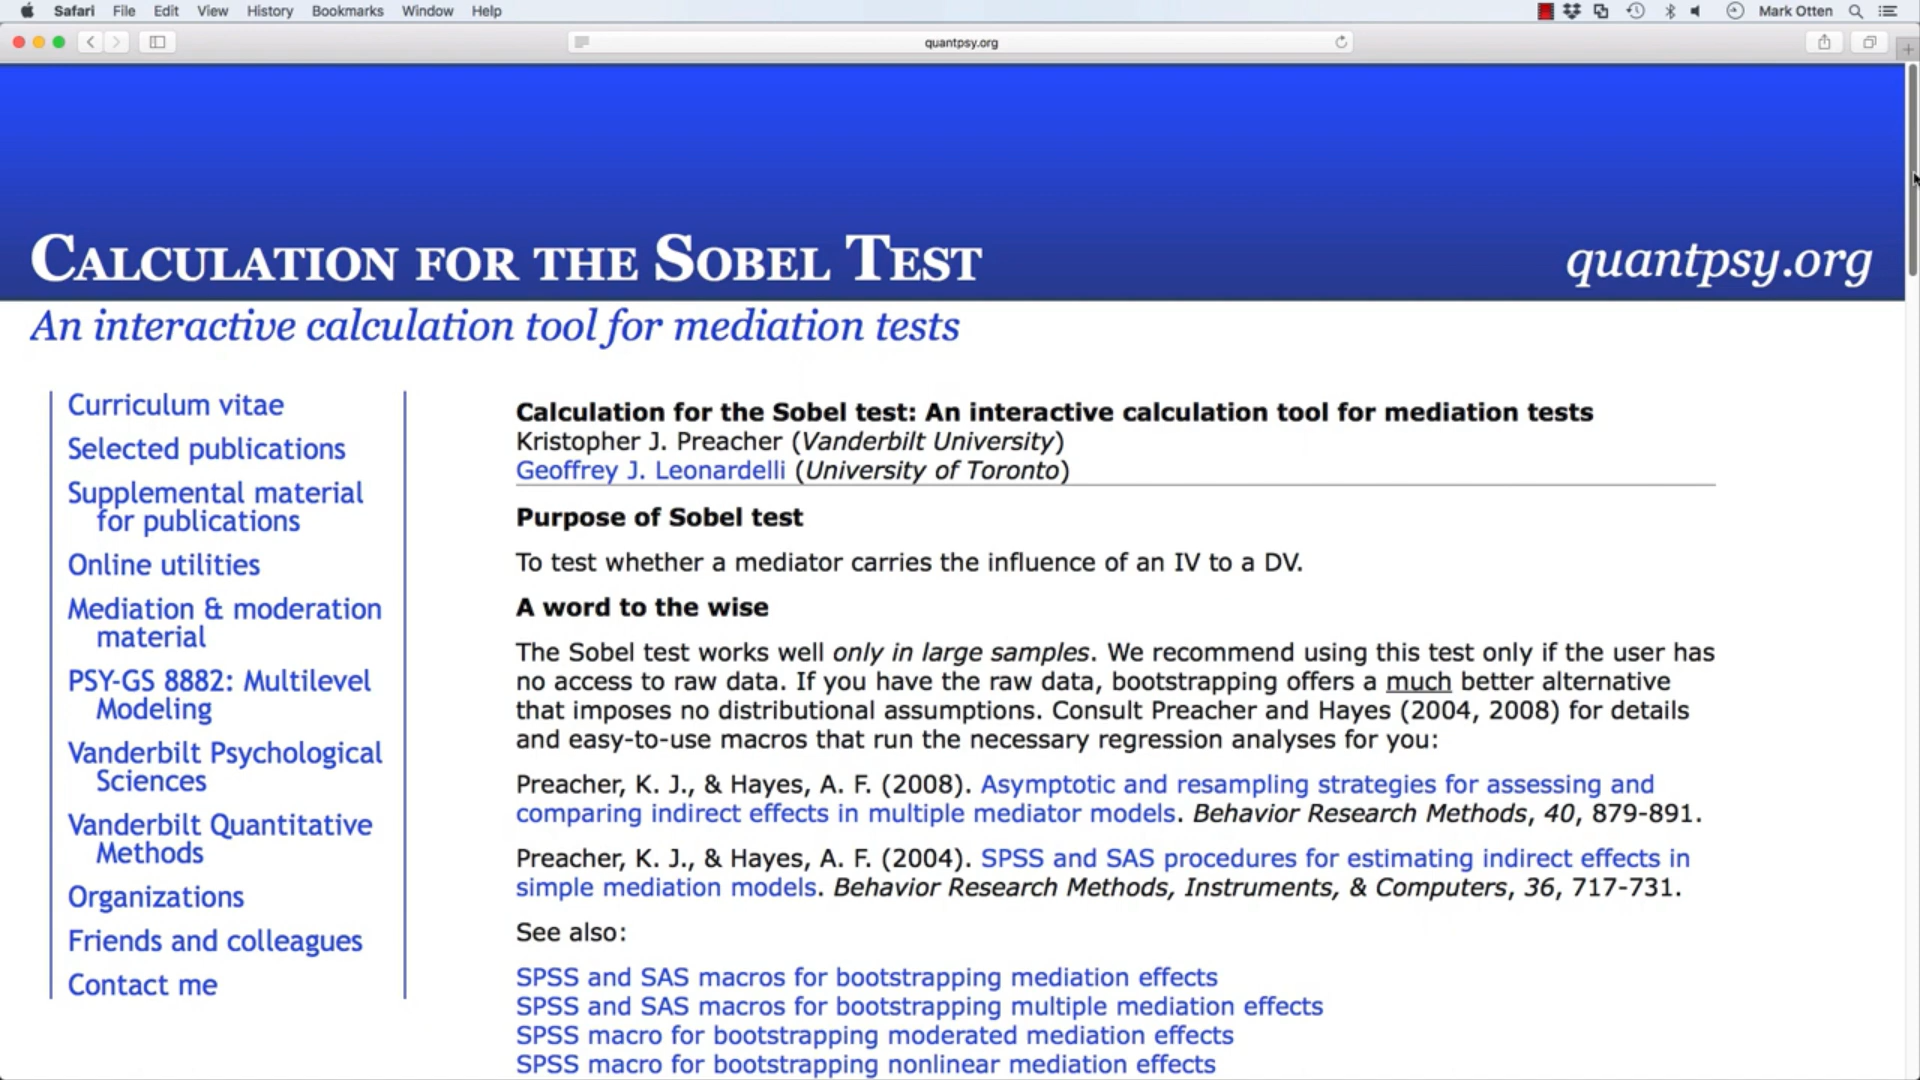 Safari File Edit View History Bookmarks Window Help Mark Otten
quantpsy.org
CALCULATION FOR THE SOBEL TEST
quantpsy.org
An interactive calculation tool for mediation tests
Curriculum vitae
Selected publications
Supplemental material
for publications
Online utilities
Mediation & moderation
material
PSY-GS 8882: Multilevel
Modeling
Vanderbilt Psychological
Sciences
Vanderbilt Quantitative
Methods
Organizations
Friends and colleagues
Contact me
Calculation for the Sobel test: An interactive calculation tool for mediation tests
Kristopher J. Preacher (Vanderbilt University)
Geoffrey J. Leonardelli (University of Toronto)
Purpose of Sobel test
To test whether a mediator carries the influence of an IV to a DV.
A word to the wise
The Sobel test works well only in large samples. We recommend using this test only if the user has
no access to raw data. If you have the raw data, bootstrapping offers a much better alternative
that imposes no distributional assumptions. Consult Preacher and Hayes (2004, 2008) for details
and easy-to-use macros that run the necessary regression analyses for you:
Preacher, K. J., & Hayes, A. F. (2008). Asymptotic and resampling strategies for assessing and
comparing indirect effects in multiple mediator models. Behavior Research Methods, 40, 879-891.
Preacher, K. J., & Hayes, A. F. (2004). SPSS and SAS procedures for estimating indirect effects in
simple mediation models. Behavior Research Methods, Instruments, & Computers, 36, 717-731.
See also:
SPSS and SAS macros for bootstrapping mediation effects
SPSS and SAS macros for bootstrapping multiple mediation effects
SPSS macro for bootstrapping moderated mediation effects
SPSS macro for bootstrapping nonlinear mediation effects